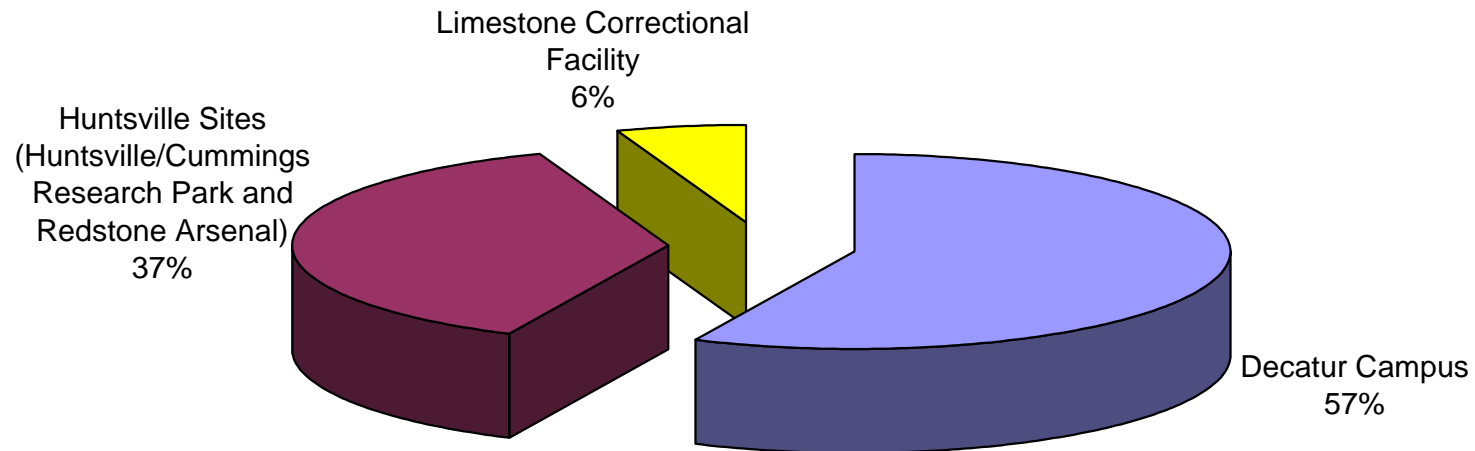 Limestone Correctional
Facility
6%
Huntsville Sites
(Huntsville/Cummings
Research Park and
Redstone Arsenal)
37%
Decatur Campus
57%